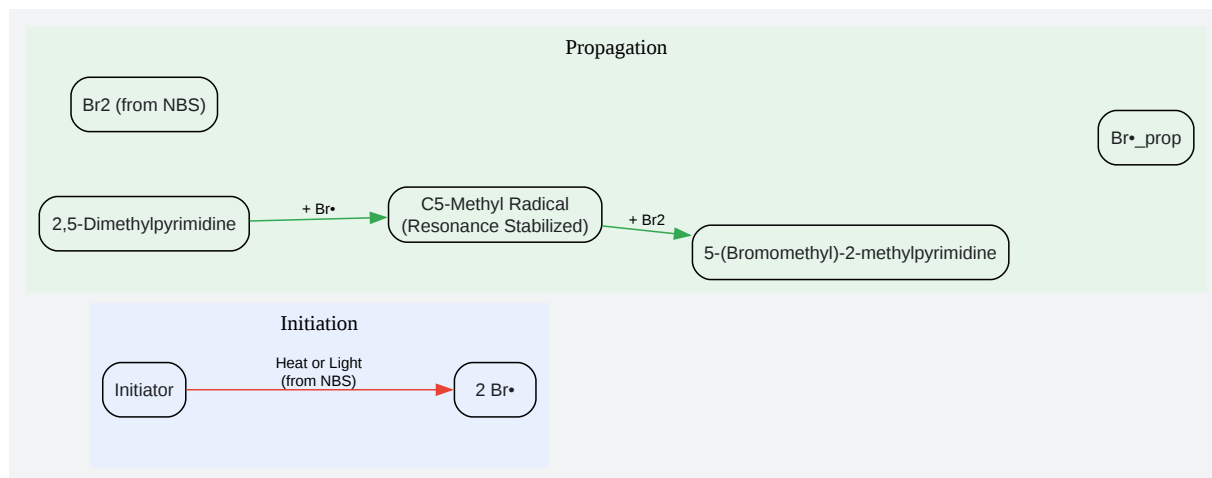 Propagation
Br2 (from NBS)
Br•_prop
2,5-Dimethylpyrimidine
+ Br•
C5-Methyl Radical
(Resonance Stabilized)
+ Br2
5-(Bromomethyl)-2-methylpyrimidine
Initiation
Initiator
Heat or Light
(from NBS)
2 Br•